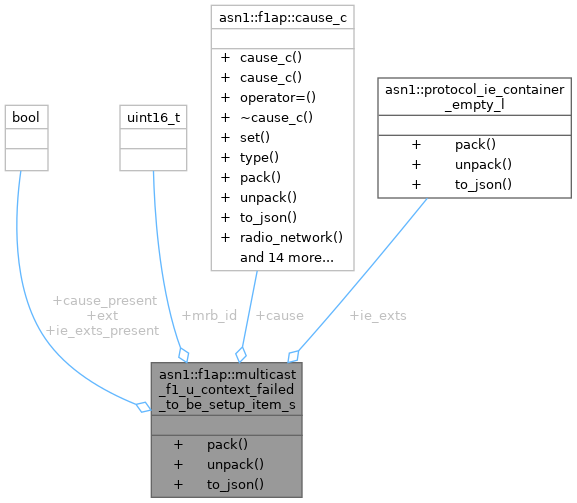 asn1::f1ap::cause_c
+ cause_c()
+ cause_c()
+ operator=()
+ ~cause_c()
+ set()
+ type()
+ pack()
+ unpack()
+ to_json()
+ radio_network()
and 14 more...
asn1::protocol_ie_container
_empty_l
+ pack()
+ unpack()
+ to_json()
bool
uint16_t
+cause_present
+ext
+ie_exts_present
+mrb_id
+cause
+ie_exts
asn1::f1ap::multicast
_f1_u_context_failed
_to_be_setup_item_s
+ pack()
+ unpack()
+ to_json()